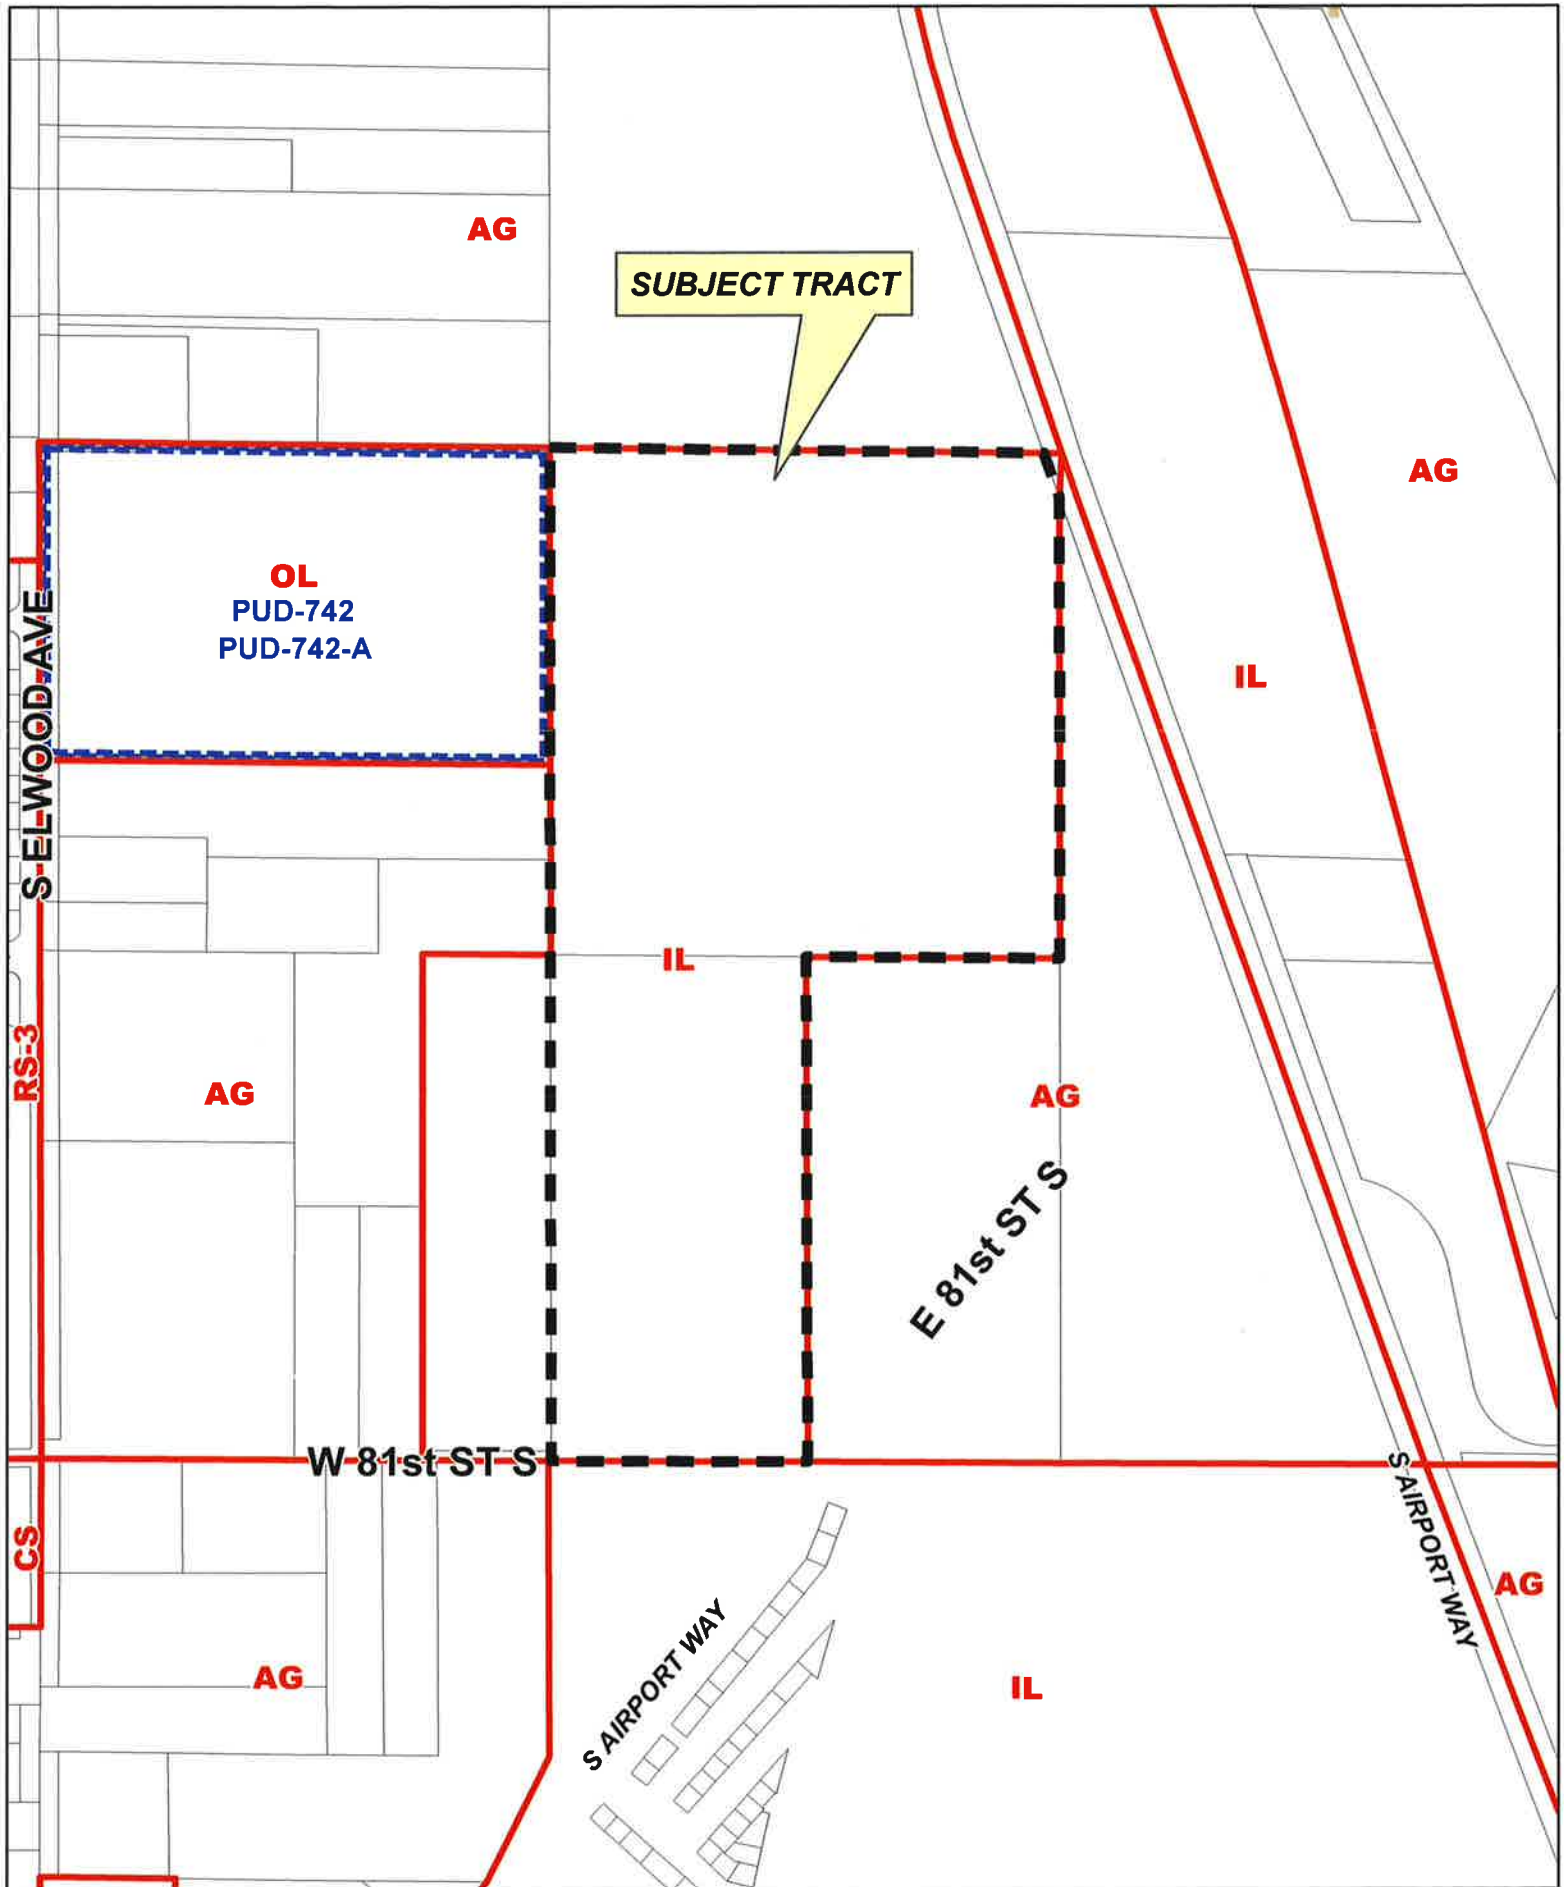 AG
SUBJECT TRACT
AG
OL
PUD-742
PUD-742-A
S ELWOOD AVE
IL
IL
RS-3
AG
AG
E 81st ST S
W 81st ST S
S AIRPORT WAY
CS
AG
S AIRPORT WAY
AG
IL